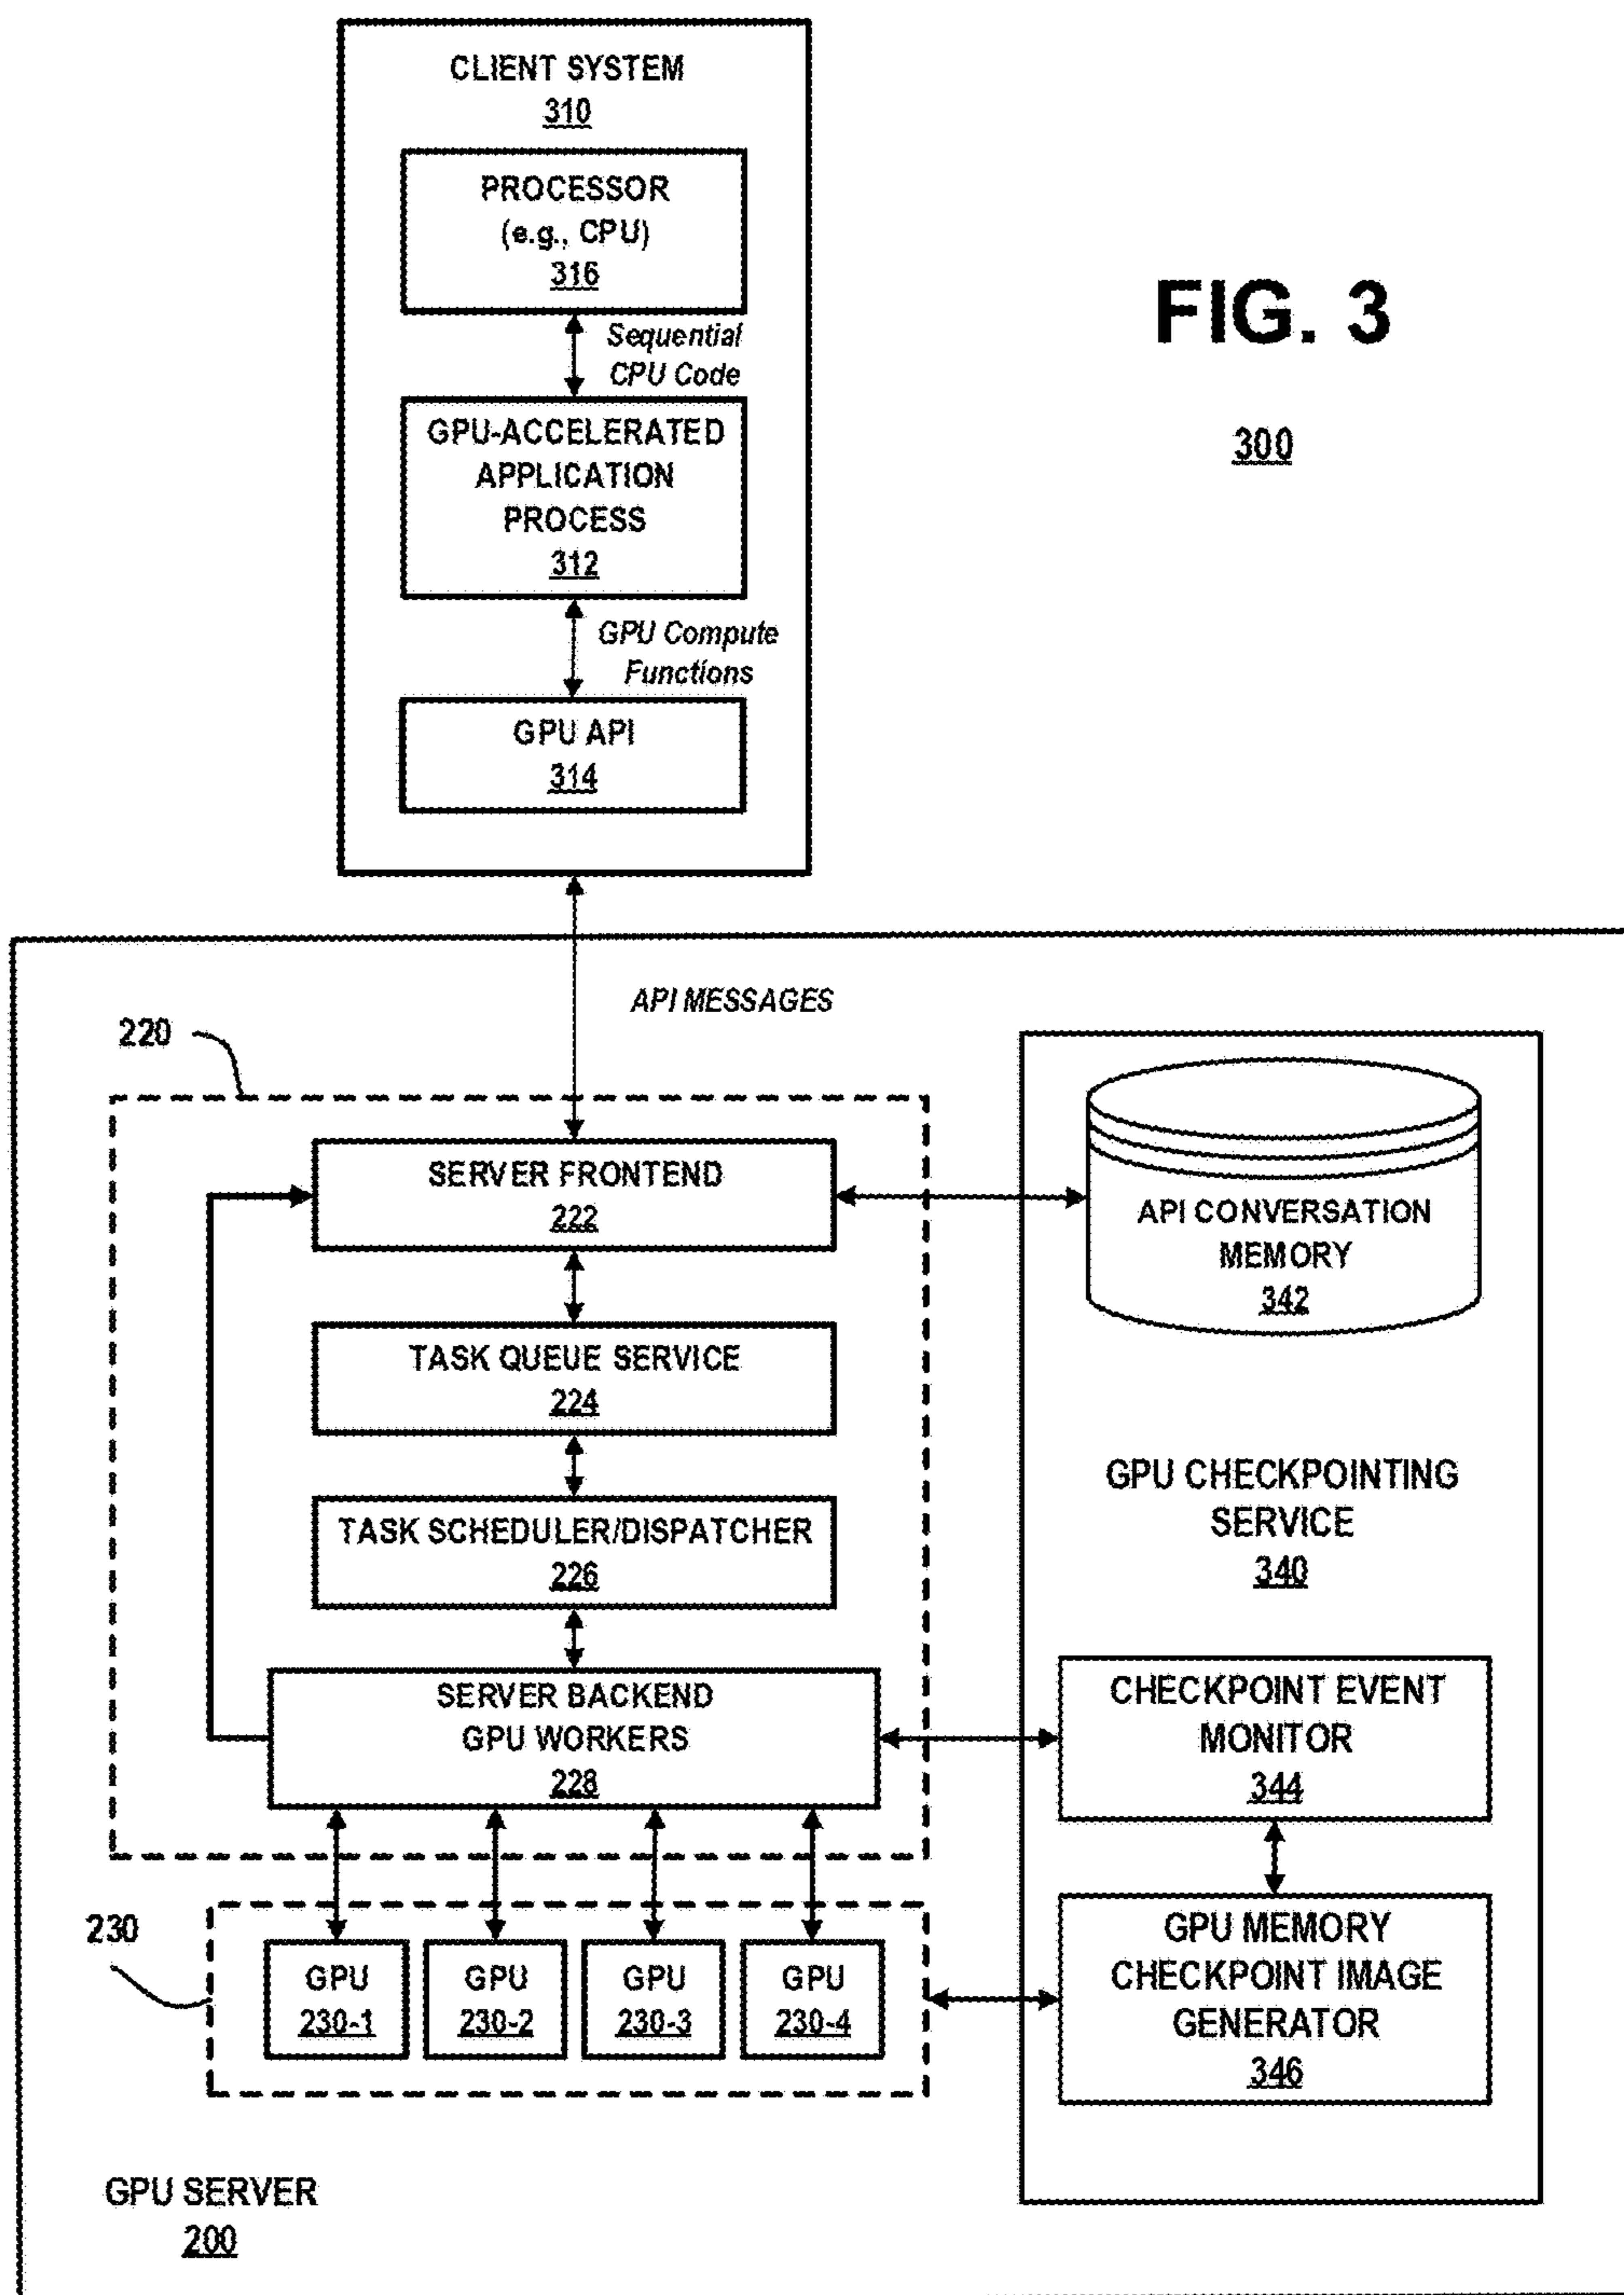 CLIENT SYSTEM
310
PROCESSOR
(e.g., CPU)
316
Sequential
CPU Code
GPU-ACCELERATED
APPLICATION
PROCESS
312
GPU Compute
Functions
GPU API
314
FIG. 3
300
API MESSAGES
220
SERVER FRONTEND
222
TASK QUEUE SERVICE
224
TASK SCHEDULER/DISPATCHER
226
SERVER BACKEND
GPU WORKERS
228
230
GPU
230-1
GPU
230-2
GPU
230-3
GPU
230-4
API CONVERSATION
MEMORY
342
GPU CHECKPOINTING
SERVICE
340
CHECKPOINT EVENT
MONITOR
344
GPU MEMORY
CHECKPOINT IMAGE
GENERATOR
346
GPU SERVER
200